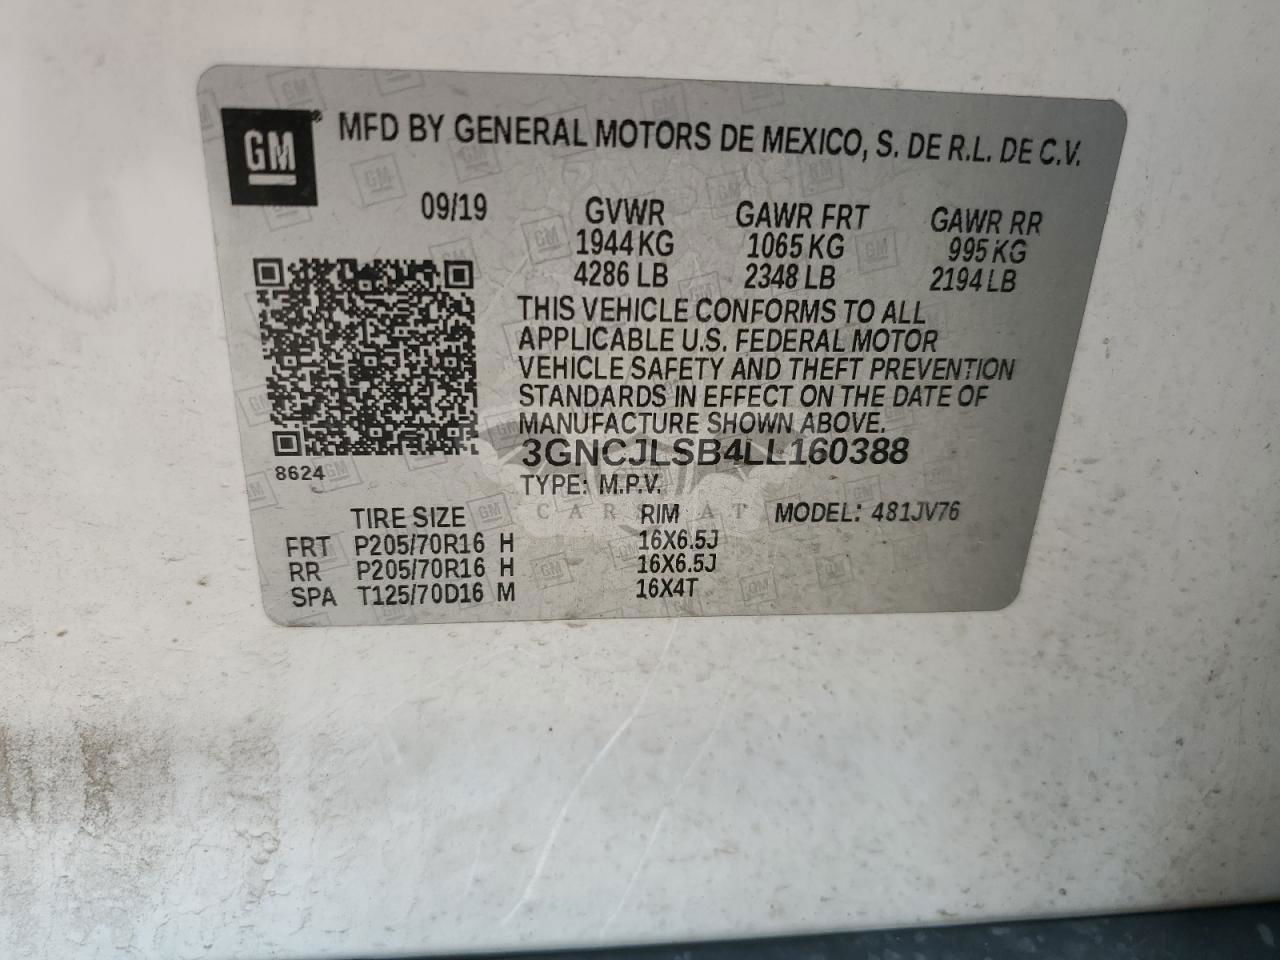 GM® MFD BY GENERAL MOTORS DE MEXICO, S. DE R.L. DE C.V.
09/19 GVWR GAWR FRT GAWR RR
1944 KG 1065 KG 995 KG
4286 LB 2348 LB 2194 LB
THIS VEHICLE CONFORMS TO ALL
APPLICABLE U.S. FEDERAL MOTOR
VEHICLE SAFETY AND THEFT PREVENTION
STANDARDS IN EFFECT ON THE DATE OF
MANUFACTURE SHOWN ABOVE.
3GNCJLSB4LL160388
8624
TYPE: M.P.V.
TIRE SIZE RIM MODEL: 481JV76
FRT P205/70R16 H 16X6.5J
RR P205/70R16 H 16X6.5J
SPA T125/70D16 M 16X4T